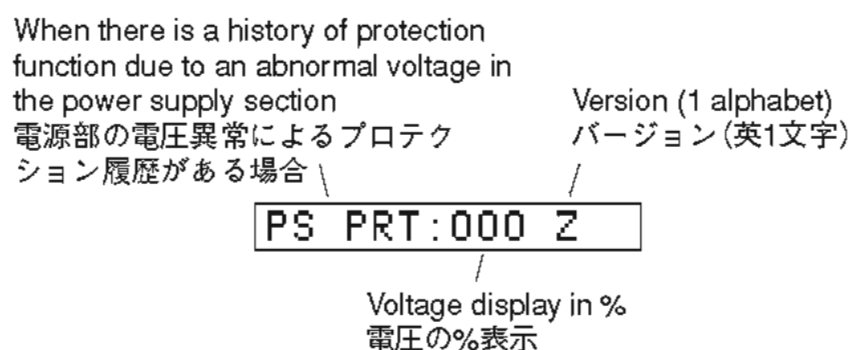 When there is a history of protection
function due to an abnormal voltage in
the power supply section
電源部の電圧異常によるプロテク
ション履歴がある場合
Version (1 alphabet)
バージョン（英1文字）
PS PRT:000 Z
Voltage display in %
電圧の%表示